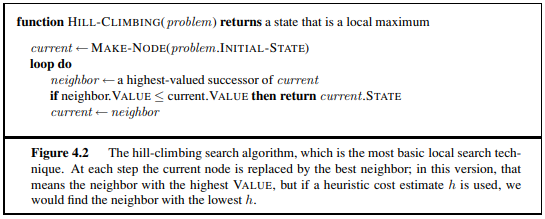 function HILL-CLIMBING(problem) returns a state that is a local maximum
current ← MAKE-NODE(problem.INITIAL-STATE)
loop do
neighbor ← a highest-valued successor of current
if neighbor.VALUE ≤ current.VALUE then return current.STATE
current ← neighbor
Figure 4.2 The hill-climbing search algorithm, which is the most basic local search tech-
nique. At each step the current node is replaced by the best neighbor; in this version, that
means the neighbor with the highest VALUE, but if a heuristic cost estimate h is used, we
would find the neighbor with the lowest h.